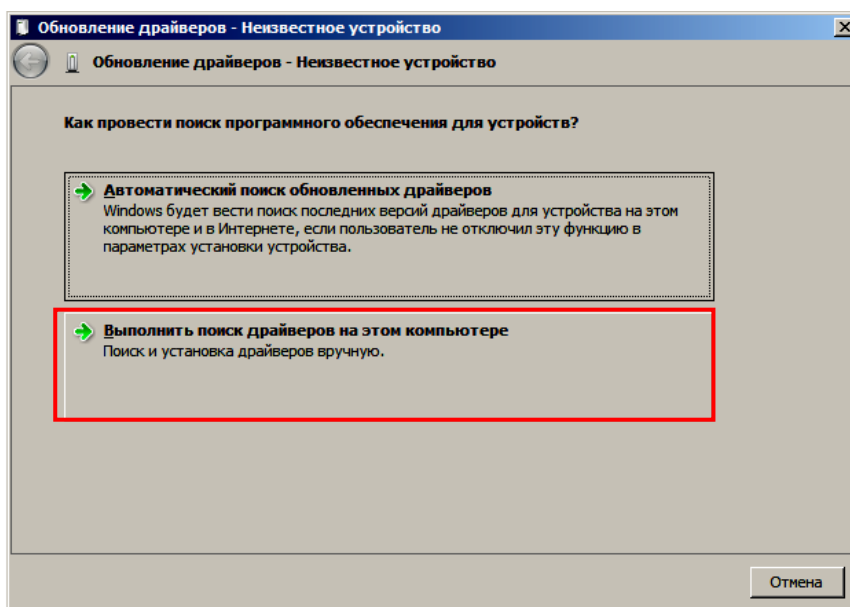 Обновление драйверов - Неизвестное устройство
Обновление драйверов - Неизвестное устройство
Как провести поиск программного обеспечения для устройств?
Автоматический поиск обновленных драйверов
Windows будет вести поиск последних версий драйверов для устройства на этом
компьютере и в Интернете, если пользователь не отключил эту функцию в
параметрах установки устройства.
Выполнить поиск драйверов на этом компьютере
Поиск и установка драйверов вручную.
Отмена